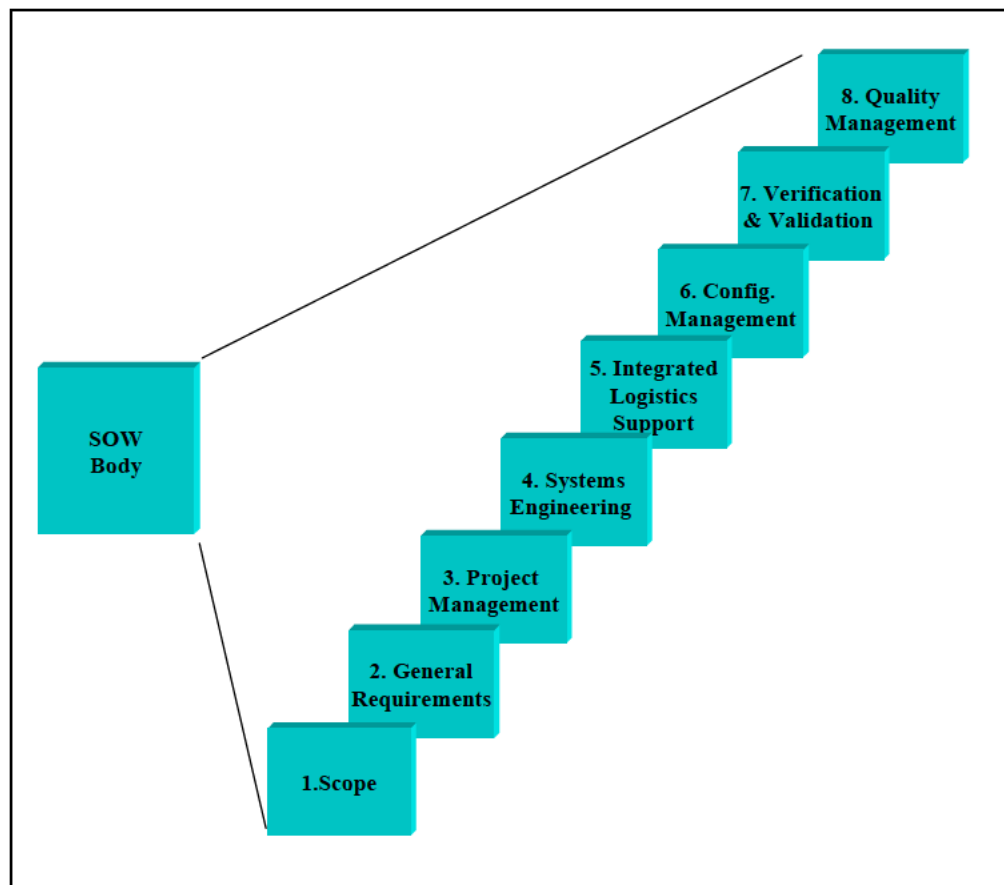 8. Quality
Management
7. Verification
& Validation
6. Config.
Management
5. Integrated
Logistics
Support
SOW
Body
4. Systems
Engineering
3. Project
Management
2. General
Requirements
1.Scope